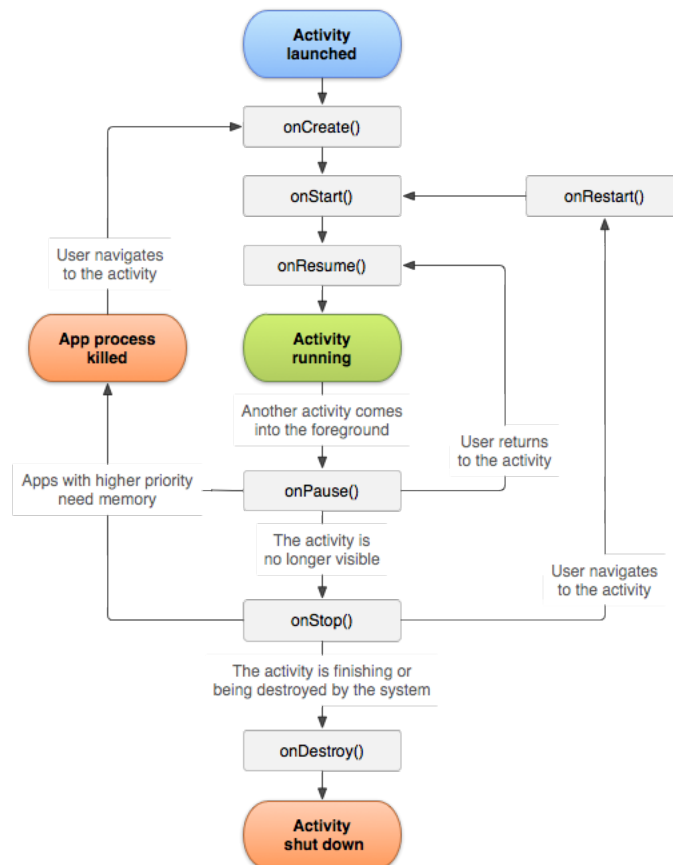 Activity
launched
onCreate()
onStart()
onRestart()
User navigates
to the activity
onResume()
App process
killed
Activity
running
Another activity comes
into the foreground
User returns
to the activity
Apps with higher priority
need memory
onPause()
The activity is
no longer visible
User navigates
to the activity
onStop()
The activity is finishing or
being destroyed by the system
onDestroy()
Activity
shut down